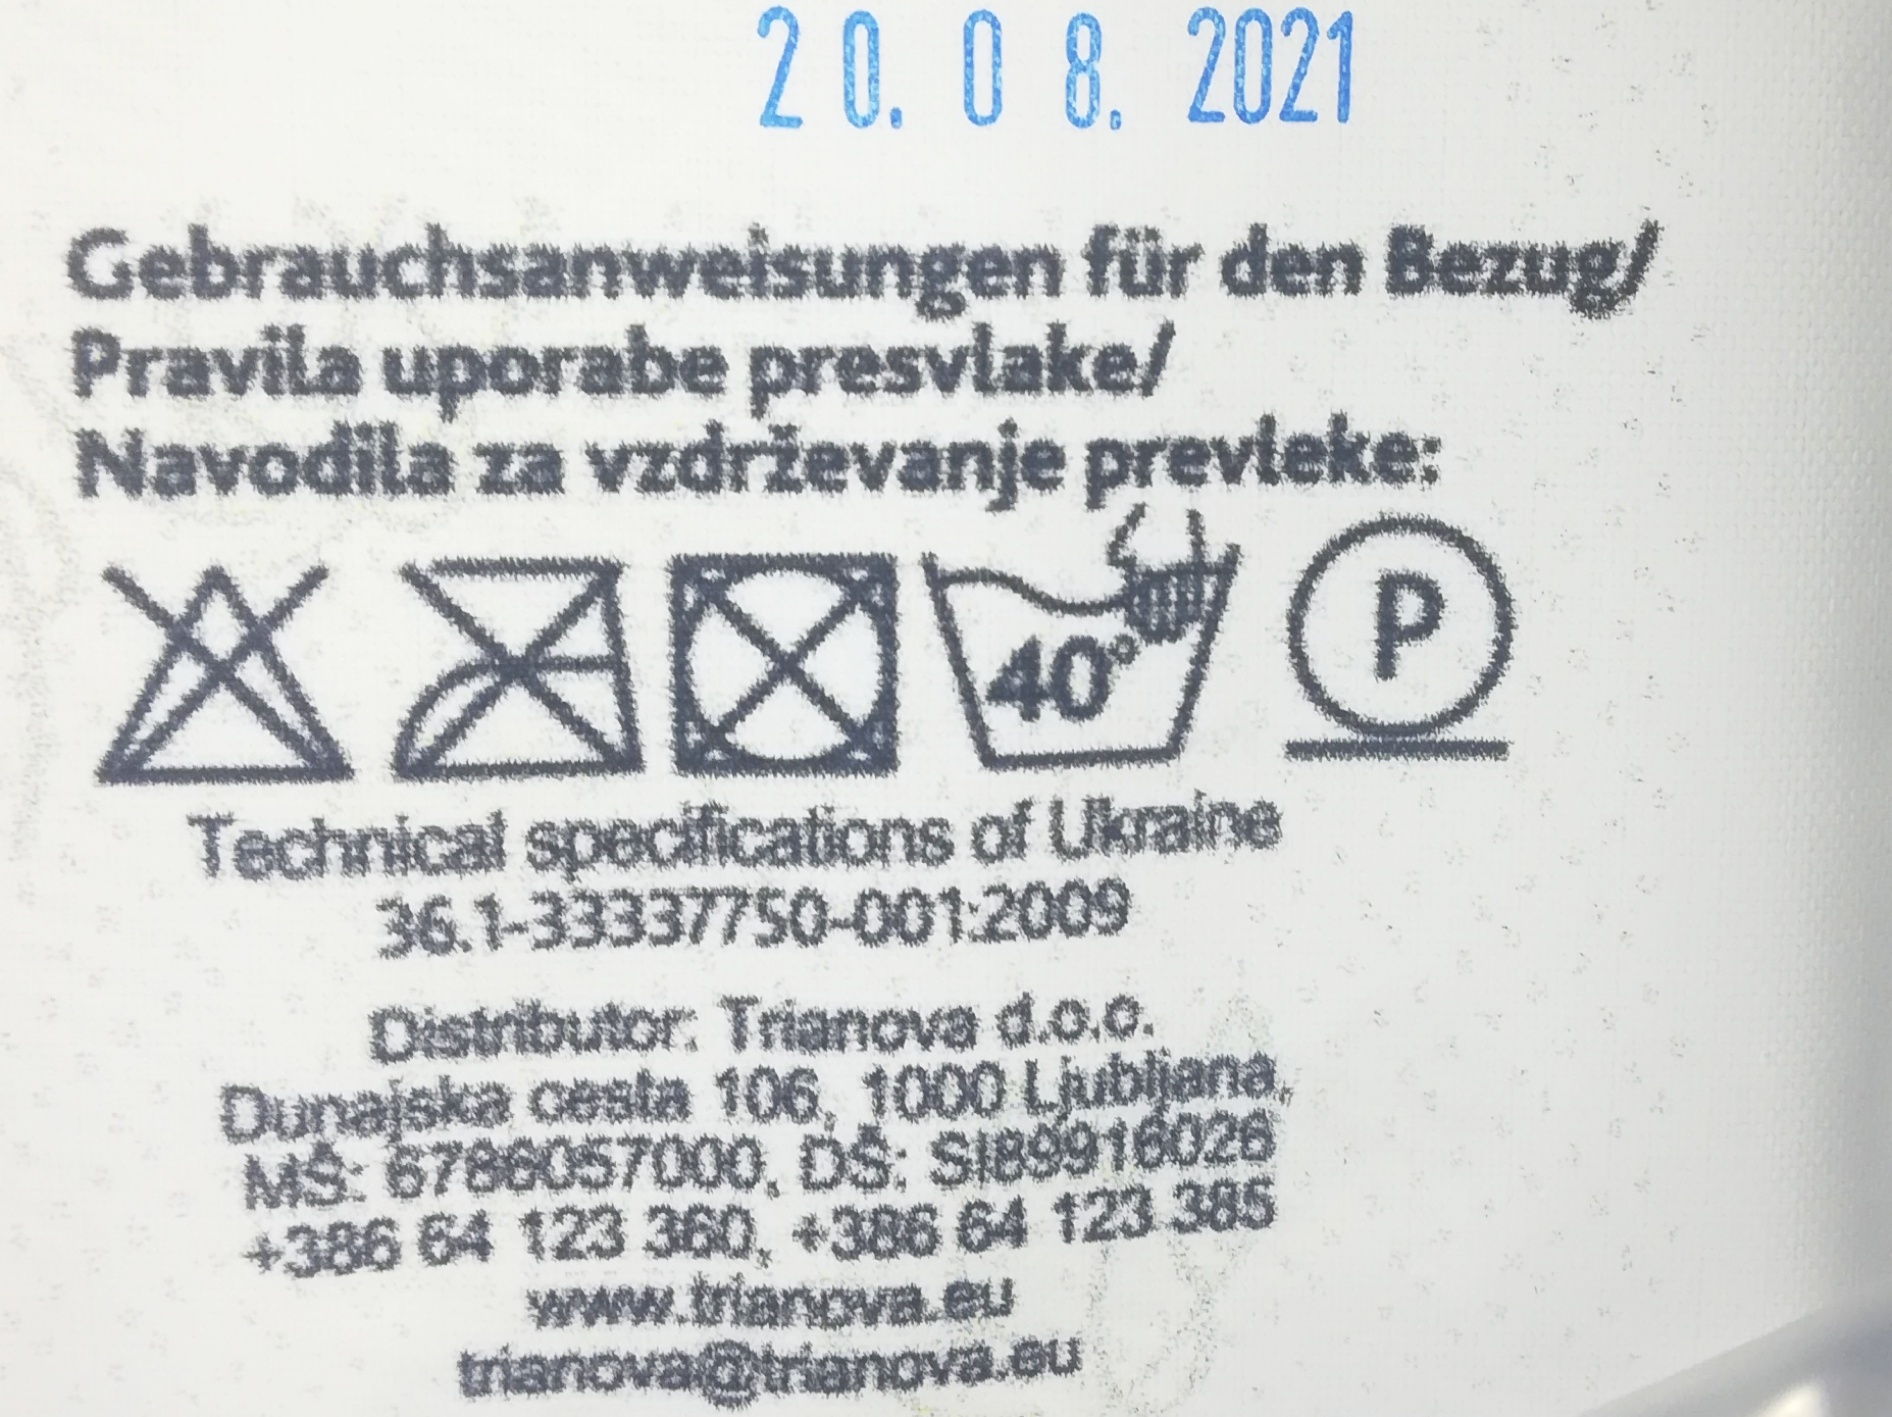 20. 08. 2021
Gebrauchsanweisungen für den Bezug/
Pravila uporabe presvlake/
Navodila za vzdrževanje prevleke:
40° P
Technical specifications of Ukraine
36.1-33337750-001:2009
Distributor: Trianova d.o.o.
Dunajska cesta 106, 1000 Ljubljana,
MŠ: 6786057000, DŠ: SI89916026
+386 64 123 360, +386 64 123 385
www.trianova.eu
trianova@trianova.eu